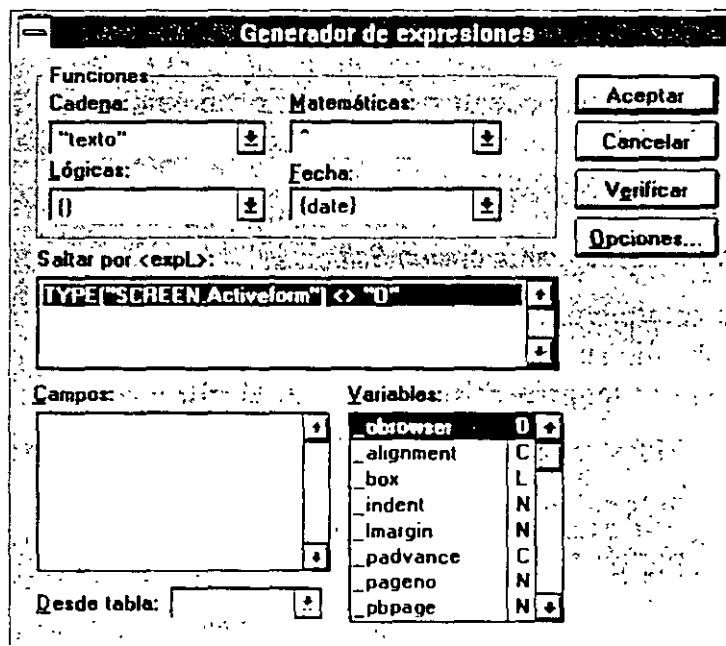 Generador de expresiones
Funciones
Cadena: Matemáticas:
"texto" ^
Lógicas: Fecha:
() {date}
Aceptar
Cancelar
Verificar
Opciones...
Saltar por <expL>:
TYPE("SCREEN.Activeform") <> "O"
Campos: Variables:
_obrowser O
_alignment C
_box L
_indent N
_lmargin N
_padvance C
_pageno N
_pbpage N
Desde tabla: